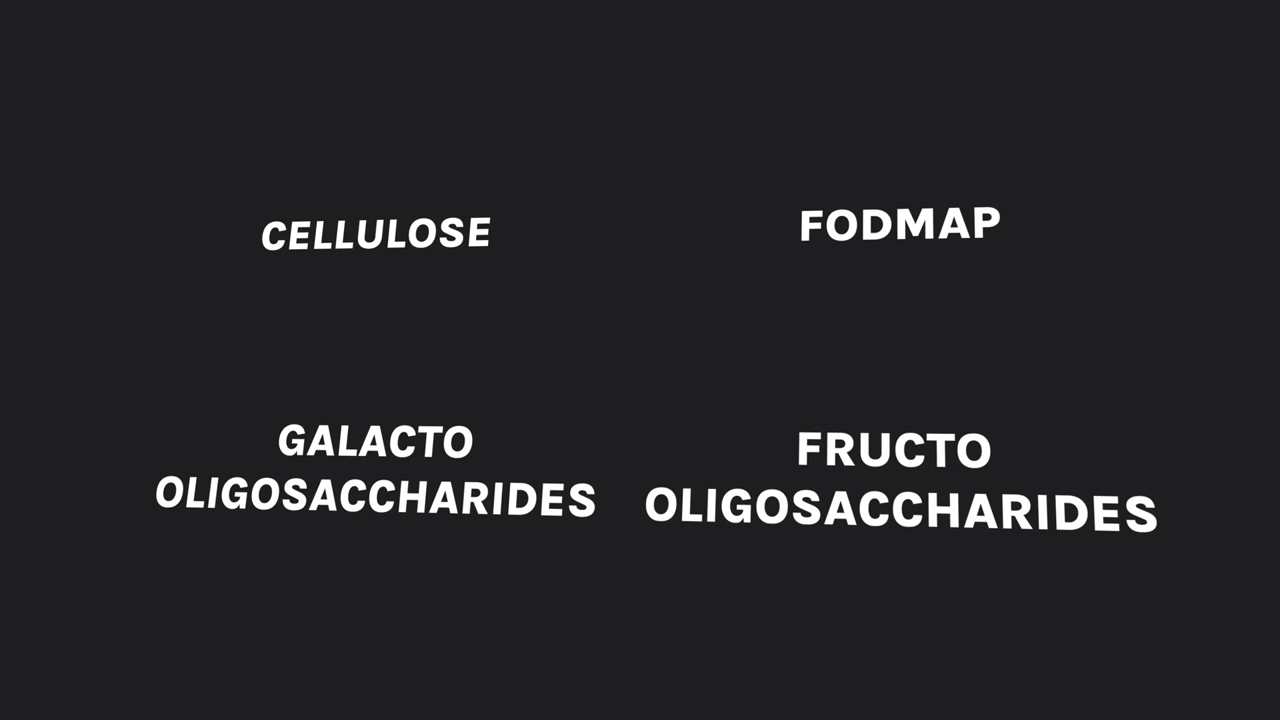 CELLULOSE
FODMAP
GALACTO
OLIGOSACCHARIDES
FRUCTO
OLIGOSACCHARIDES